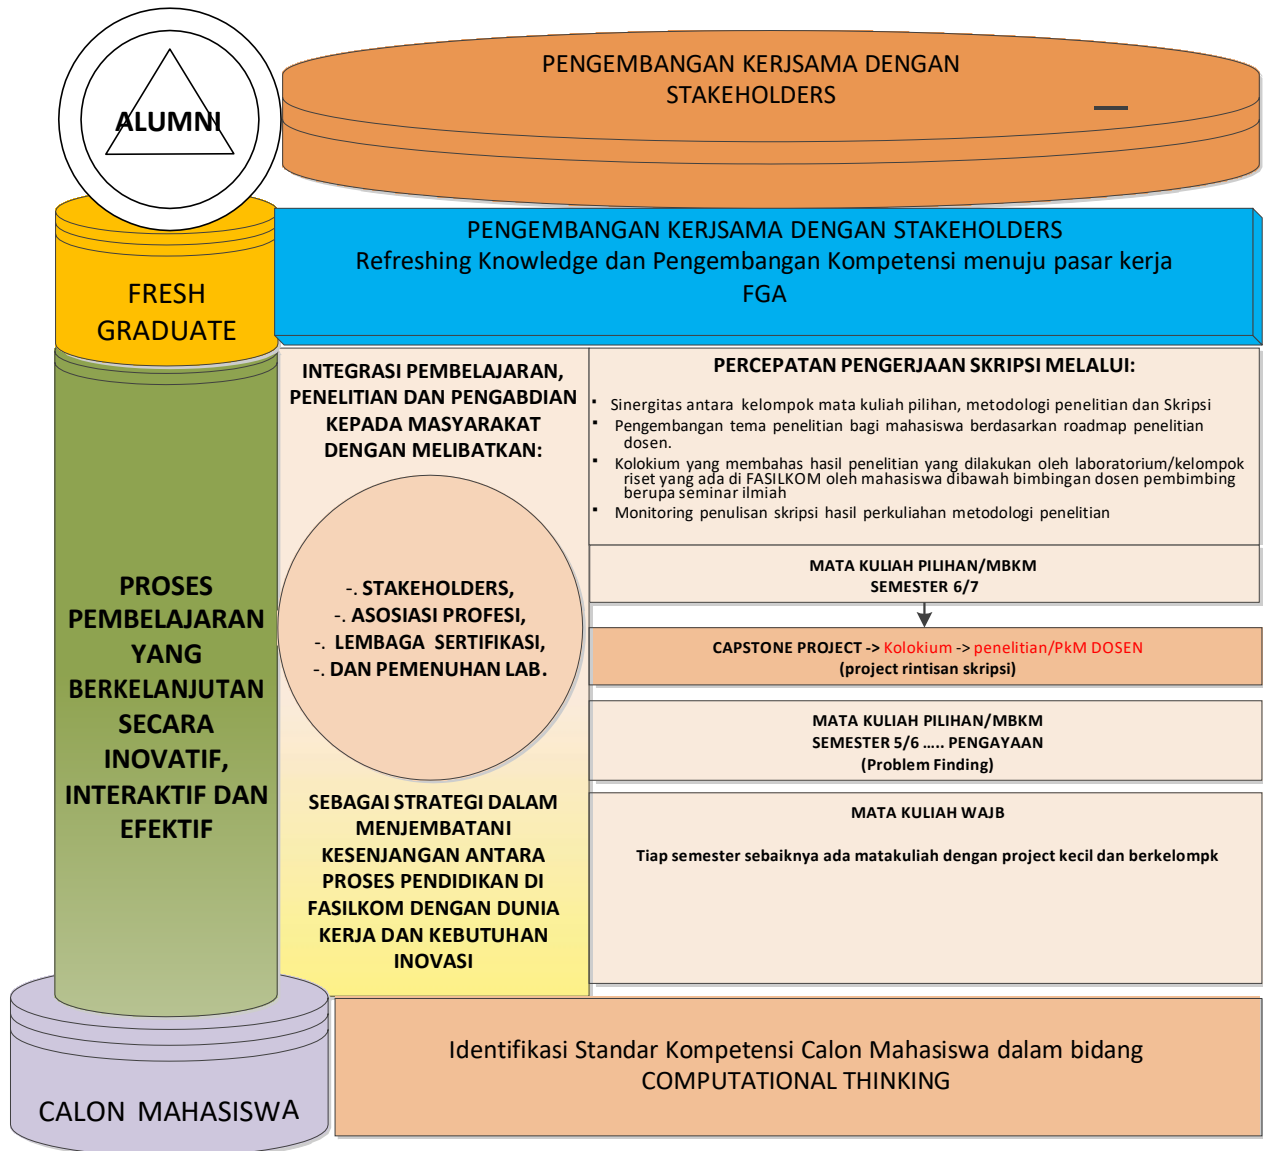 ALUMNI
PENGEMBANGAN KERJSAMA DENGAN
STAKEHOLDERS
FRESH
GRADUATE
PENGEMBANGAN KERJSAMA DENGAN STAKEHOLDERS
Refreshing Knowledge dan Pengembangan Kompetensi menuju pasar kerja
FGA
PROSES
PEMBELAJARAN
YANG
BERKELANJUTAN
SECARA
INOVATIF,
INTERAKTIF DAN
EFEKTIF
INTEGRASI PEMBELAJARAN,
PENELITIAN DAN PENGABDIAN
KEPADA MASYARAKAT
DENGAN MELIBATKAN:
-. STAKEHOLDERS,
-. ASOSIASI PROFESI,
-. LEMBAGA SERTIFIKASI,
-. DAN PEMENUHAN LAB.
SEBAGAI STRATEGI DALAM
MENJEMBATANI
KESENJANGAN ANTARA
PROSES PENDIDIKAN DI
FASILKOM DENGAN DUNIA
KERJA DAN KEBUTUHAN
INOVASI
PERCEPATAN PENGERJAAN SKRIPSI MELALUI:
▪ Sinergitas antara kelompok mata kuliah pilihan, metodologi penelitian dan Skripsi
▪ Pengembangan tema penelitian bagi mahasiswa berdasarkan roadmap penelitian
dosen.
▪ Kolokium yang membahas hasil penelitian yang dilakukan oleh laboratorium/kelompok
riset yang ada di FASILKOM oleh mahasiswa dibawah bimbingan dosen pembimbing
berupa seminar ilmiah
▪ Monitoring penulisan skripsi hasil perkuliahan metodologi penelitian
MATA KULIAH PILIHAN/MBKM
SEMESTER 6/7
CAPSTONE PROJECT -> Kolokium -> penelitian/PkM DOSEN
(project rintisan skripsi)
MATA KULIAH PILIHAN/MBKM
SEMESTER 5/6 ..... PENGAYAAN
(Problem Finding)
MATA KULIAH WAJB
Tiap semester sebaiknya ada matakuliah dengan project kecil dan berkelompk
CALON MAHASISWA
Identifikasi Standar Kompetensi Calon Mahasiswa dalam bidang
COMPUTATIONAL THINKING